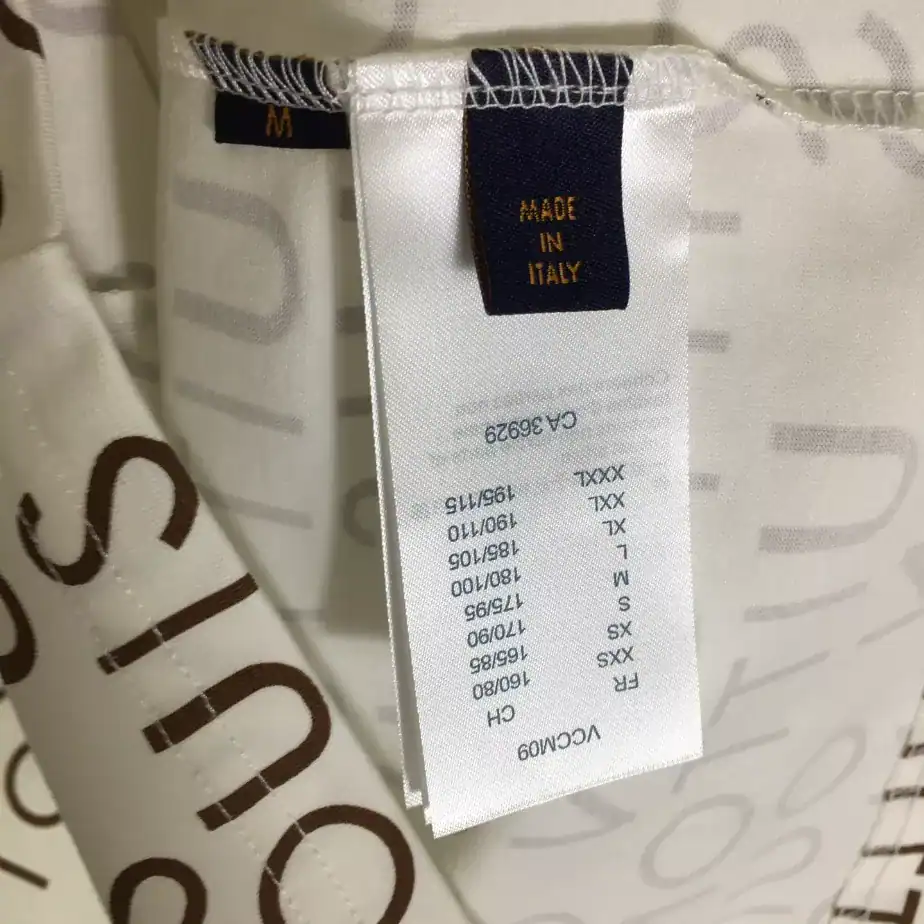 M
MADE
IN
ITALY
VCCM09
FR CH
XXS 160/80
XS 165/85
S 170/90
M 175/95
L 180/100
XL 185/105
XXL 190/110
XXXL 195/115
CA 36929